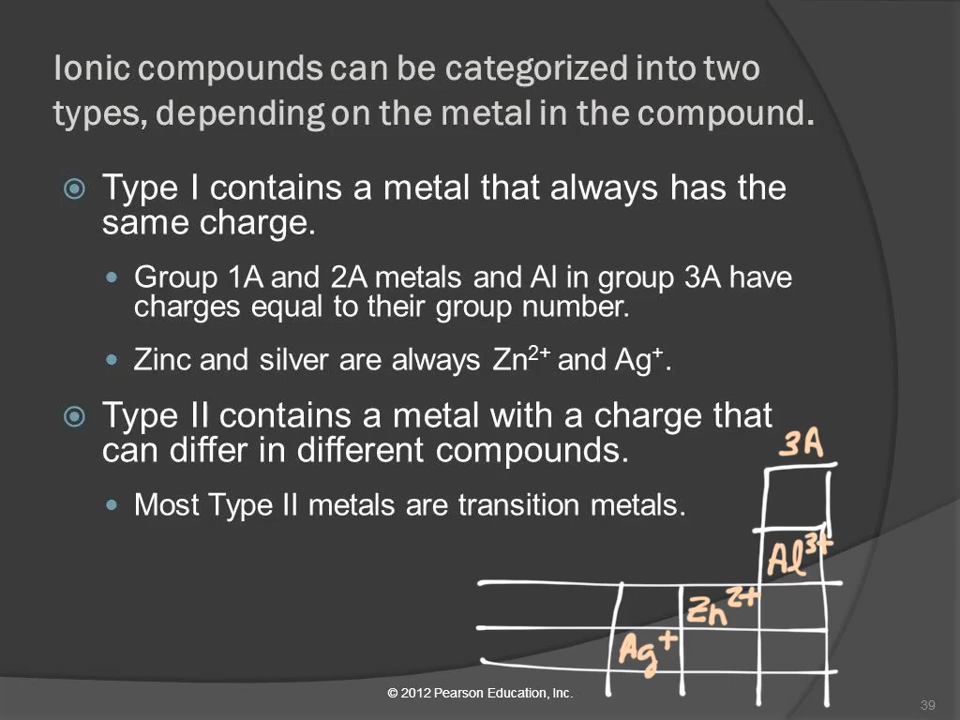 Ionic compounds can be categorized into two
types, depending on the metal in the compound.
Type I contains a metal that always has the
same charge.
Group 1A and 2A metals and Al in group 3A have
charges equal to their group number.
Zinc and silver are always Zn²⁺ and Ag⁺.
Type II contains a metal with a charge that
can differ in different compounds.
Most Type II metals are transition metals.
3A
Al³⁺
Zn²⁺
Ag⁺
© 2012 Pearson Education, Inc.
39